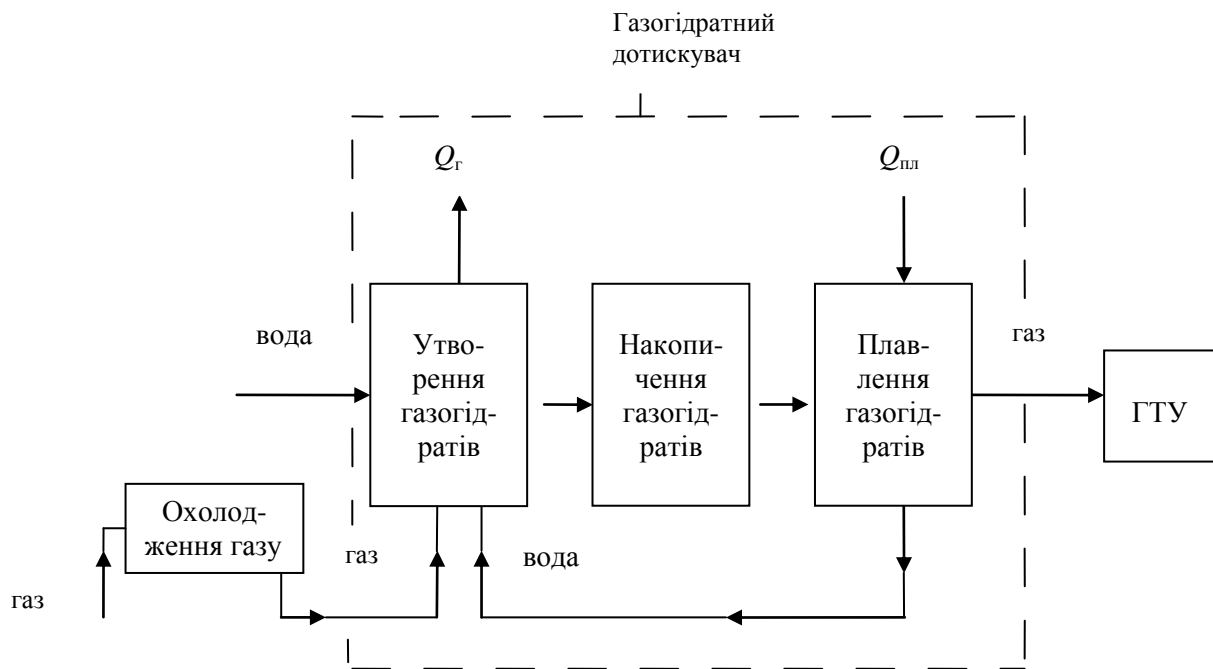 Газогідратний
дотискувач
Qг
Qпл
вода
Утво-
рення
газогід-
ратів
Накопи-
чення
газогід-
ратів
Плав-
лення
газогід-
ратів
газ
ГТУ
Охолод-
ження газу
газ
вода
газ